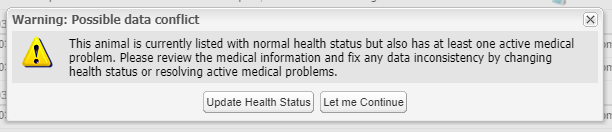 Warning: Possible data conflict
This animal is currently listed with normal health status but also has at least one active medical
problem. Please review the medical information and fix any data inconsistency by changing
health status or resolving active medical problems.
Update Health Status Let me Continue